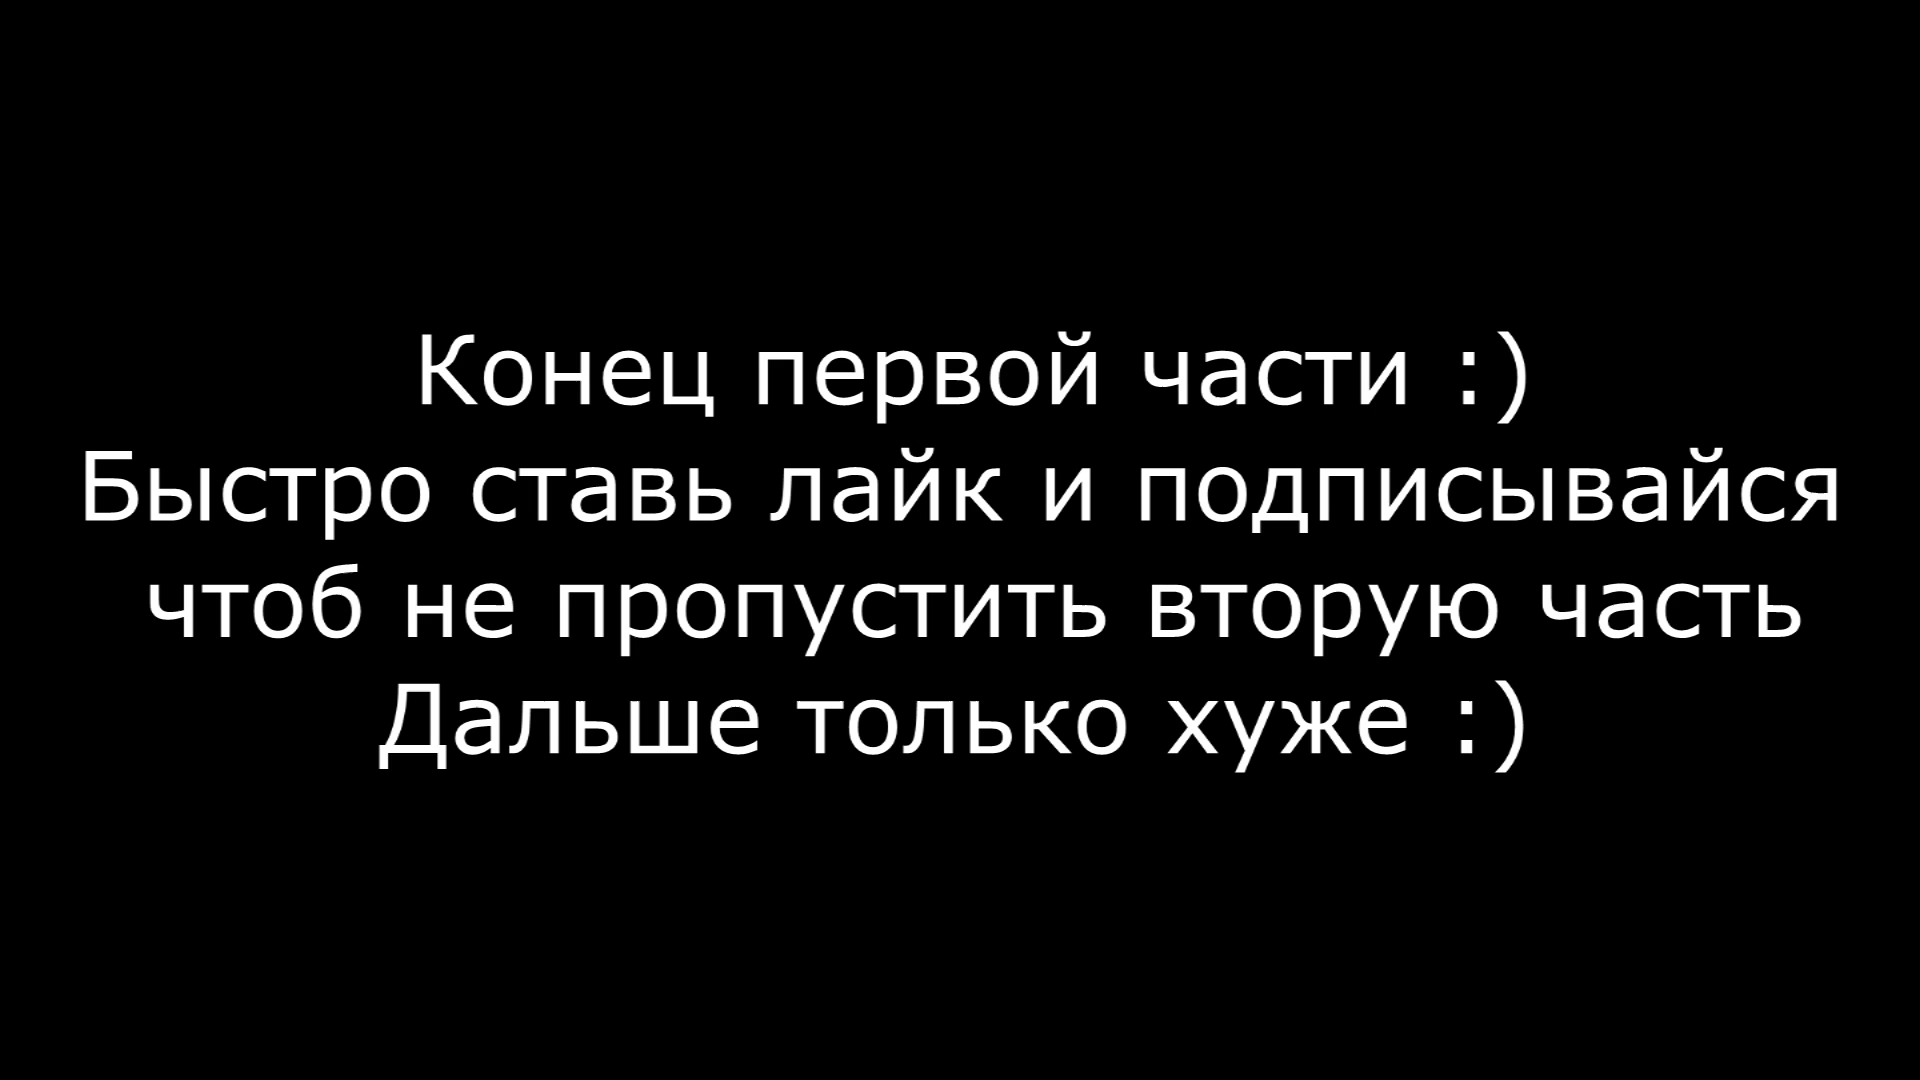 Конец первой части :)
Быстро ставь лайк и подписывайся
чтоб не пропустить вторую часть
Дальше только хуже :)